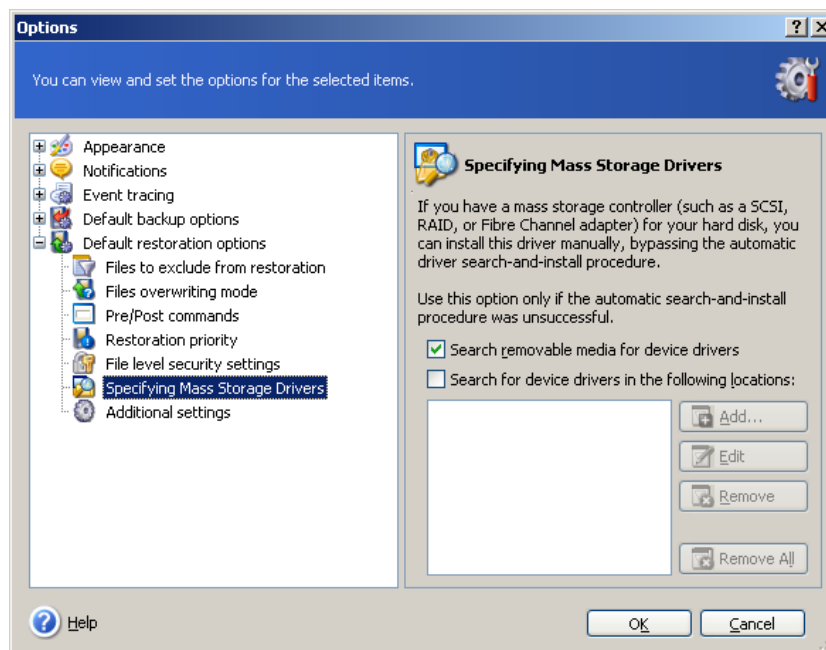 Options
You can view and set the options for the selected items.
Appearance
Notifications
Event tracing
Default backup options
Default restoration options
Files to exclude from restoration
Files overwriting mode
Pre/Post commands
Restoration priority
File level security settings
Specifying Mass Storage Drivers
Additional settings
Specifying Mass Storage Drivers
If you have a mass storage controller (such as a SCSI,
RAID, or Fibre Channel adapter) for your hard disk, you
can install this driver manually, bypassing the automatic
driver search-and-install procedure.
Use this option only if the automatic search-and-install
procedure was unsuccessful.
Search removable media for device drivers
Search for device drivers in the following locations:
Add...
Edit
Remove
Remove All
Help
OK
Cancel